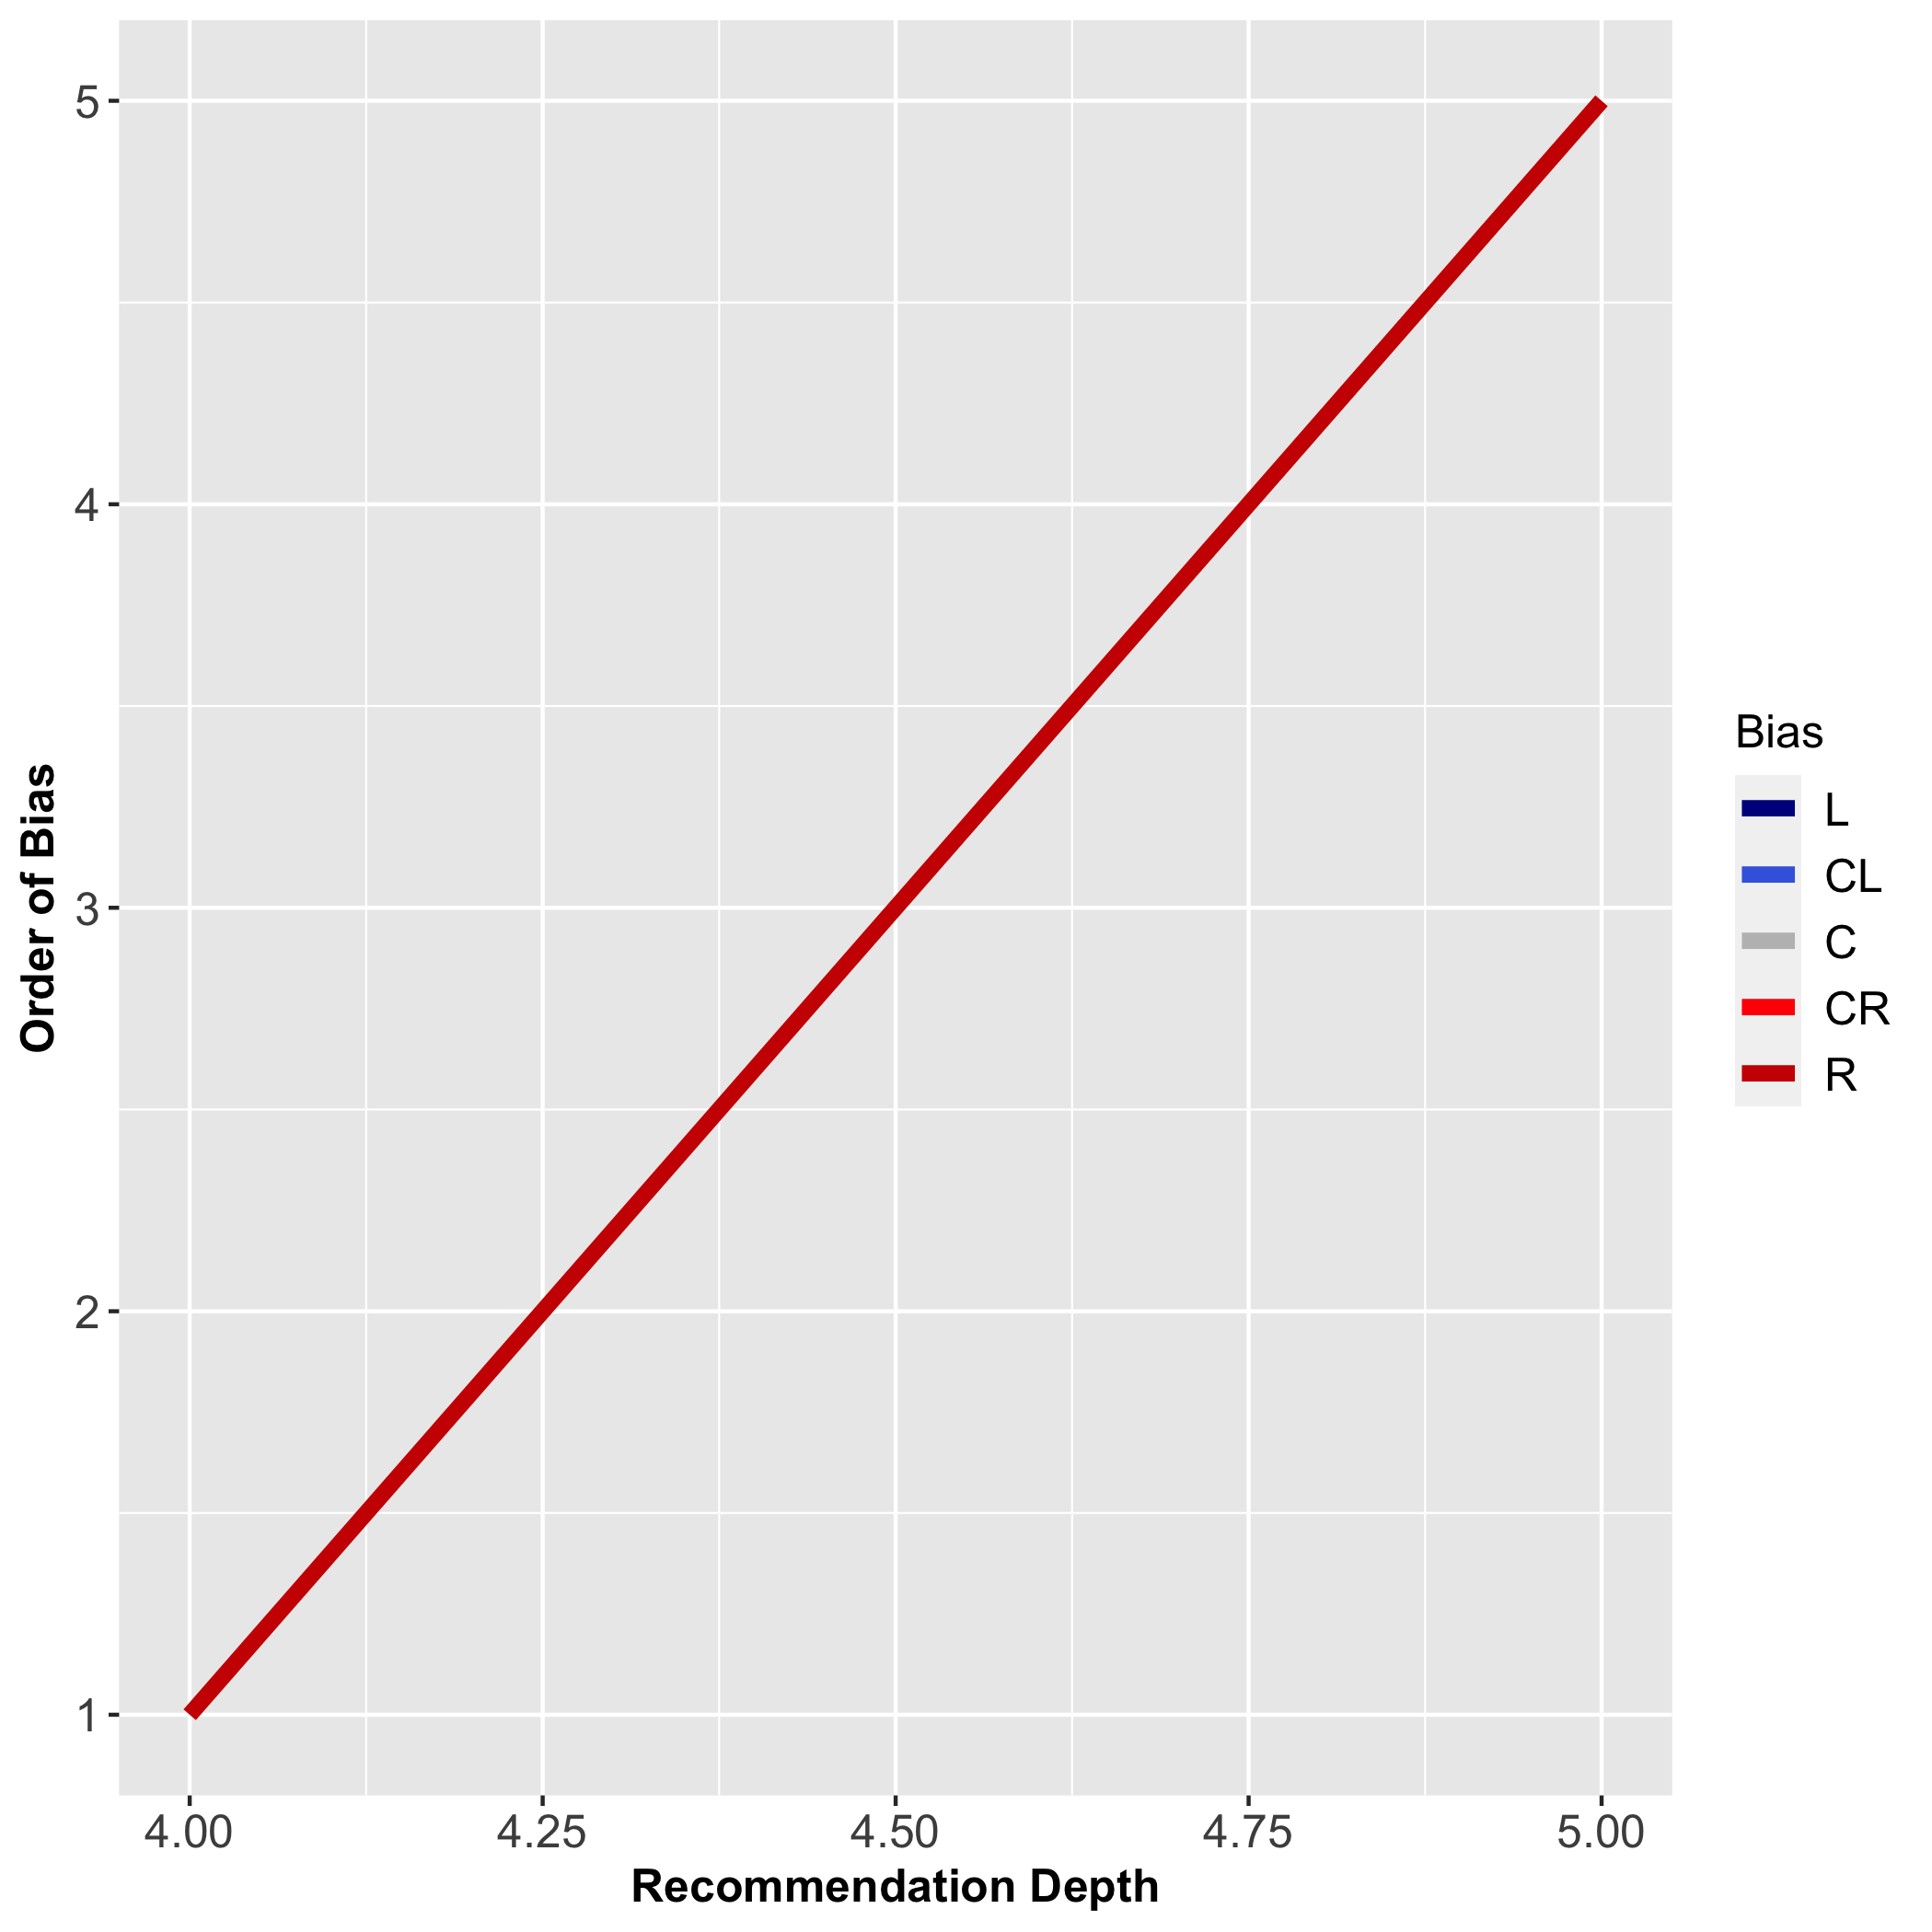 Order of Bias
5
4
3
2
1
4.00 4.25 4.50 4.75 5.00
Recommendation Depth
Bias
L
CL
C
CR
R